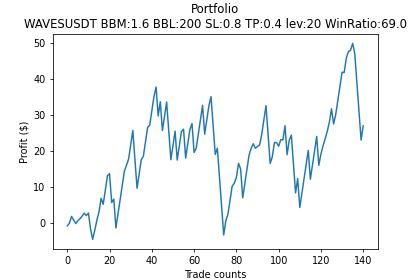 Portfolio
WAVESUSDT BBM:1.6 BBL:200 SL:0.8 TP:0.4 lev:20 WinRatio:69.0
50
40
30
20
10
0
Profit ($)
0 20 40 60 80 100 120 140
Trade counts